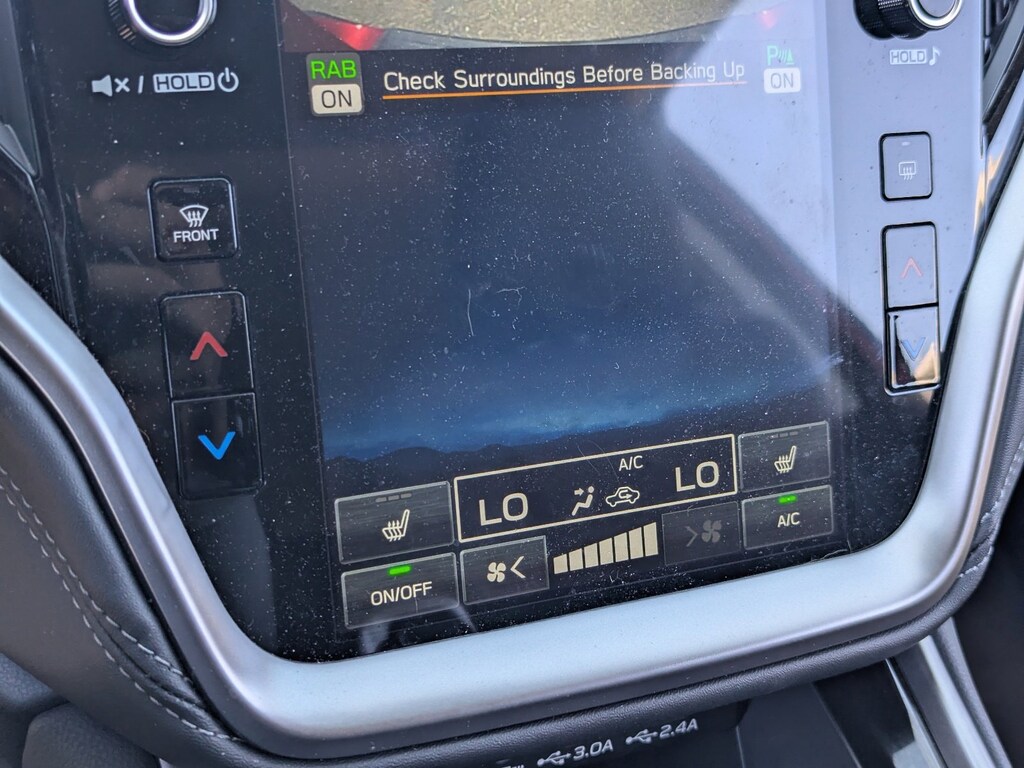 / HOLD
HOLD
RAB
ON
Check Surroundings Before Backing Up
P
ON
FRONT
A/C
LO
LO
A/C
ON/OFF
3.0A
2.4A